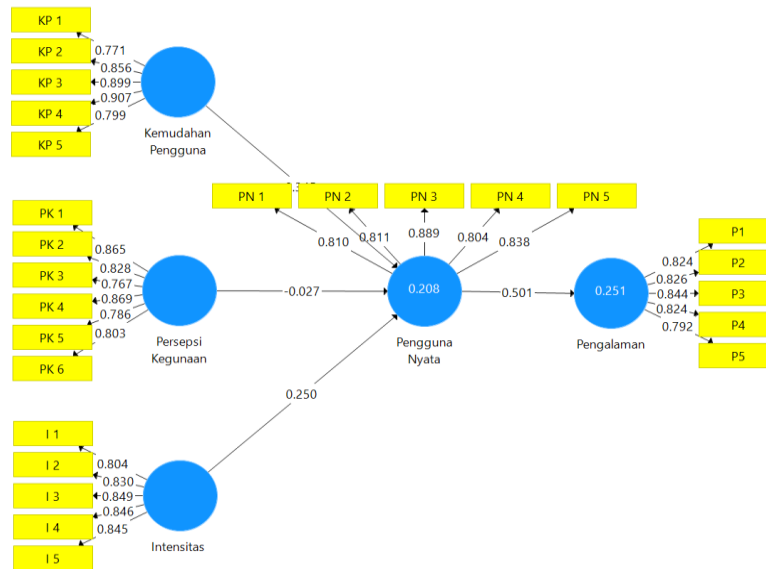 KP 1
KP 2
KP 3
KP 4
KP 5
0.771
0.856
0.899
0.907
0.799
Kemudahan
Pengguna
PN 1
PN 2
PN 3
PN 4
PN 5
0.810
0.811
0.889
0.804
0.838
PK 1
PK 2
PK 3
PK 4
PK 5
PK 6
0.865
0.828
0.767
0.869
0.786
0.803
Persepsi
Kegunaan
-0.027
0.208
Pengguna
Nyata
0.501
0.251
Pengalaman
0.824
0.826
0.844
0.824
0.792
P1
P2
P3
P4
P5
0.250
I 1
I 2
I 3
I 4
I 5
0.804
0.830
0.849
0.846
0.845
Intensitas